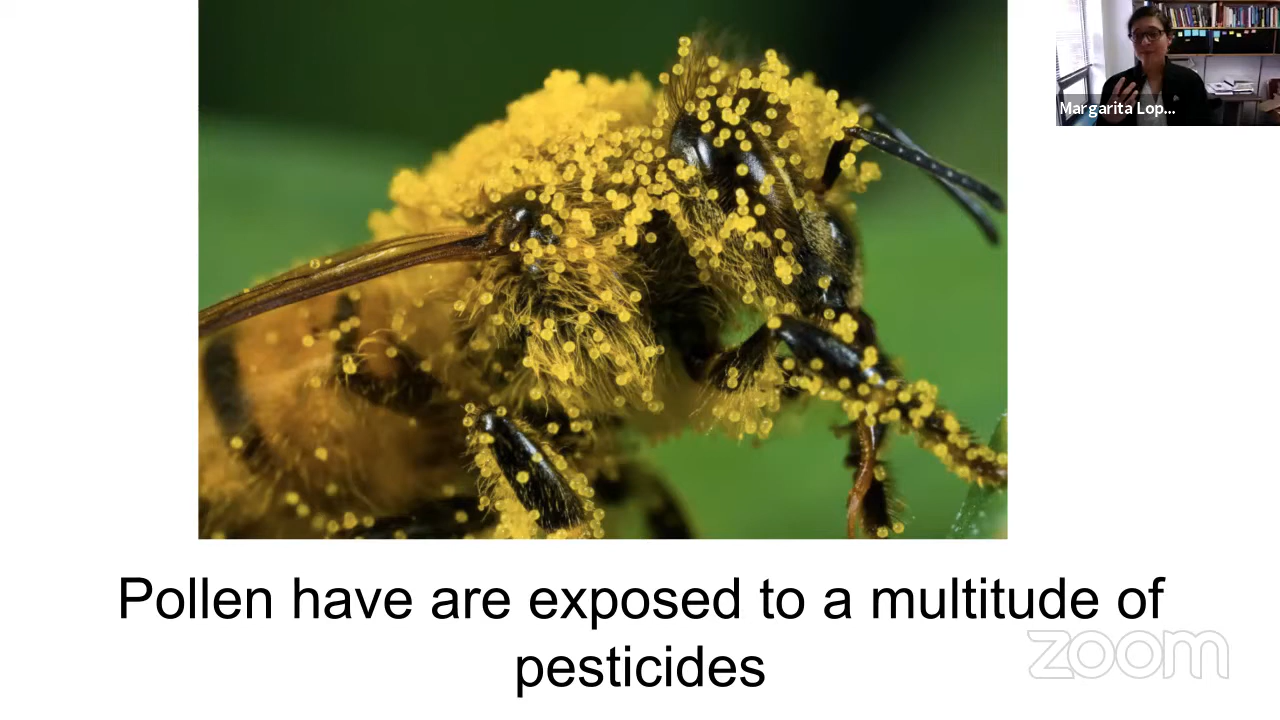 Margarita Lop...
Pollen have are exposed to a multitude of
pesticides
zoom